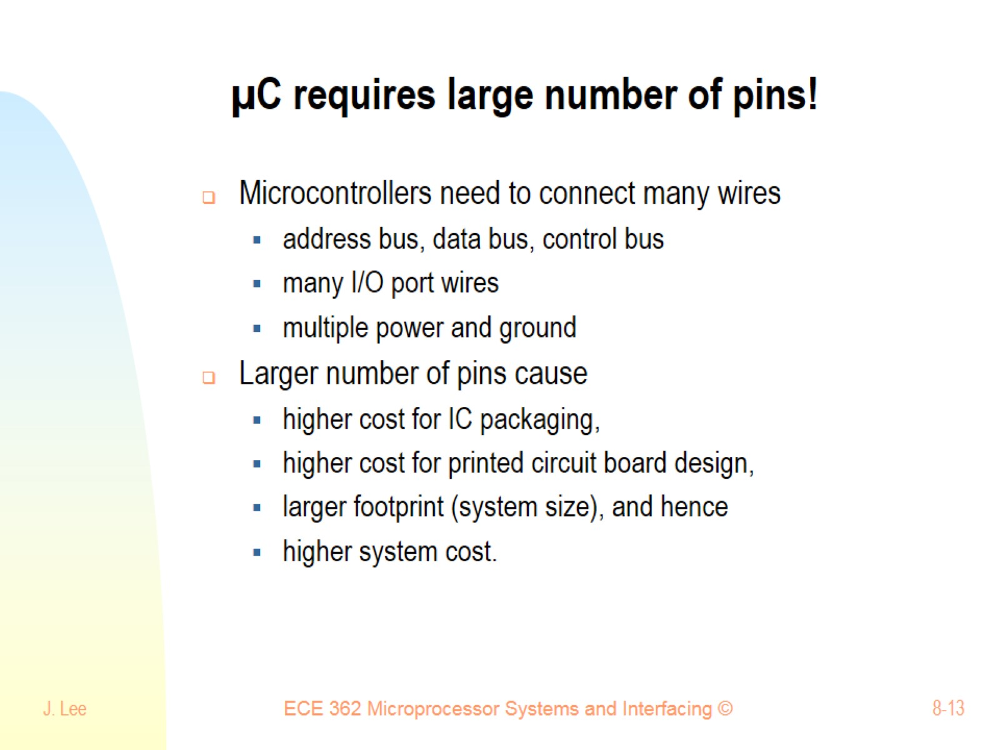 µC requires large number of pins!
Microcontrollers need to connect many wires
address bus, data bus, control bus
many I/O port wires
multiple power and ground
Larger number of pins cause
higher cost for IC packaging,
higher cost for printed circuit board design,
larger footprint (system size), and hence
higher system cost.
J. Lee
ECE 362 Microprocessor Systems and Interfacing ©
8-13